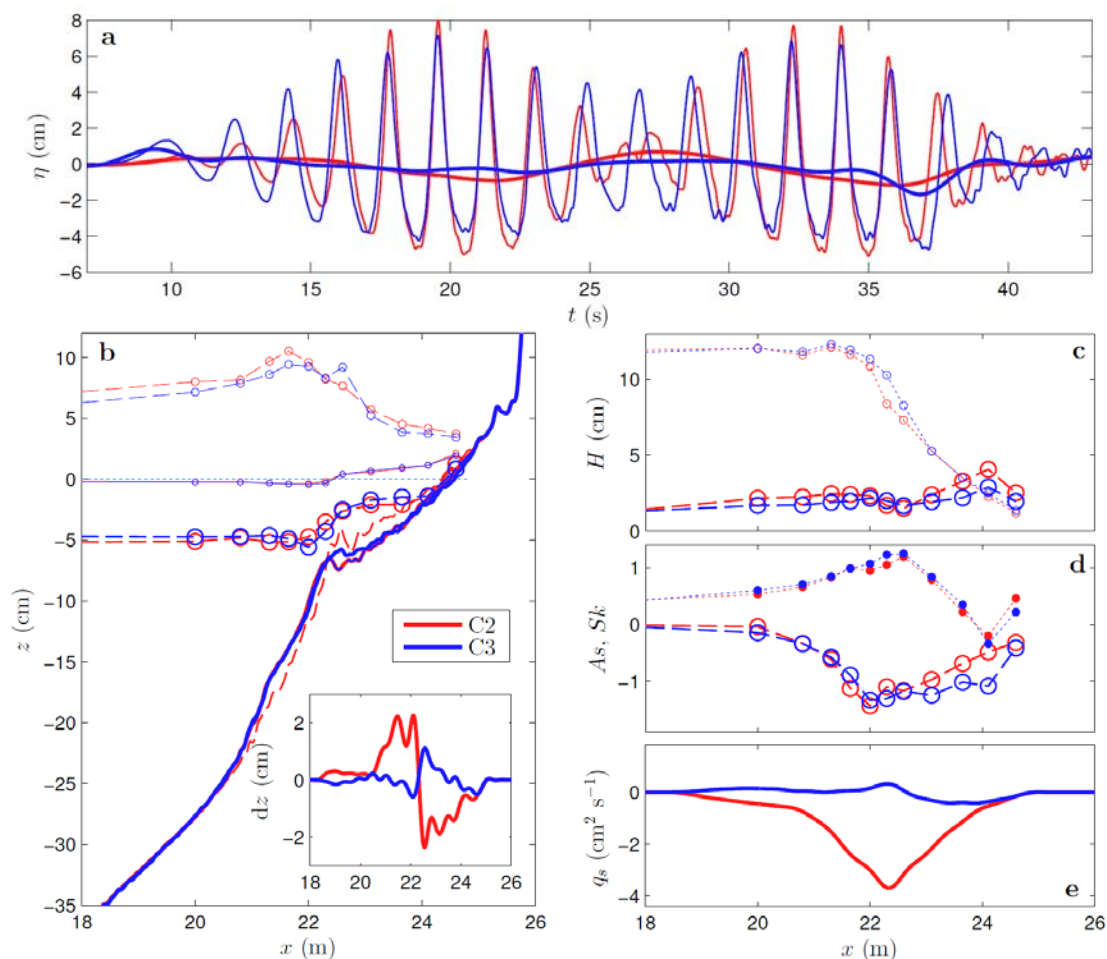 a
8
6
4
2
0
−2
−4
−6
η (cm)
10 15 20 25 30 35 40
t (s)
b
10
5
0
−5
−10
−15
−20
−25
−30
−35
z (cm)
C2
C3
2
0
−2
dz (cm)
18 20 22 24 26
18 20 22 24 26
x (m)
c
10
5
0
H (cm)
d
1
0
−1
As, Sk
e
0
−2
−4
qs (cm² s⁻¹)
18 20 22 24 26
x (m)